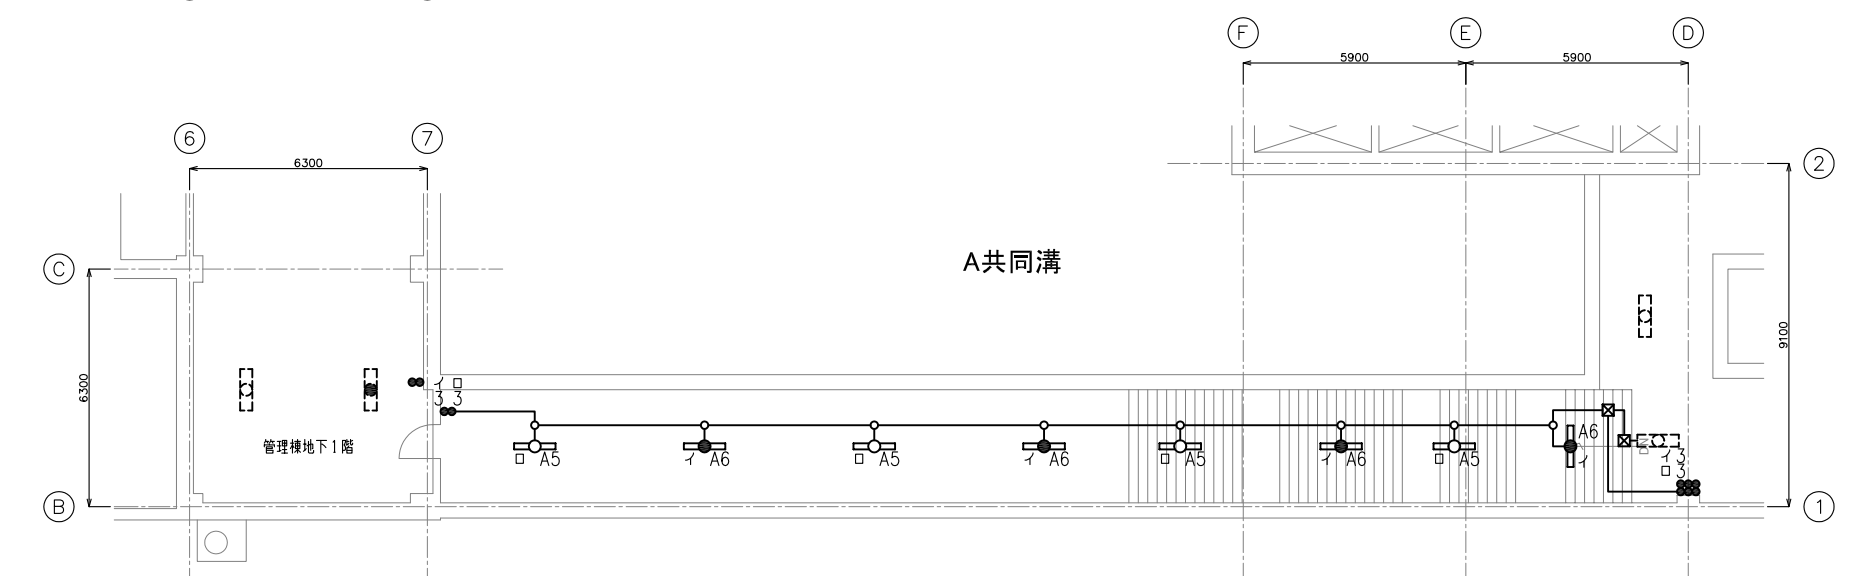 F E D
5900 5900
6 7
6300
2
A共同溝
C
6300
9100
イ ロ
3 3
管理棟地下1階
ロ A5
イ A6
ロ A5
イ A6
ロ A5
イ A6
ロ A5
A6
イ
DN
イ 3
ロ 3
B
1